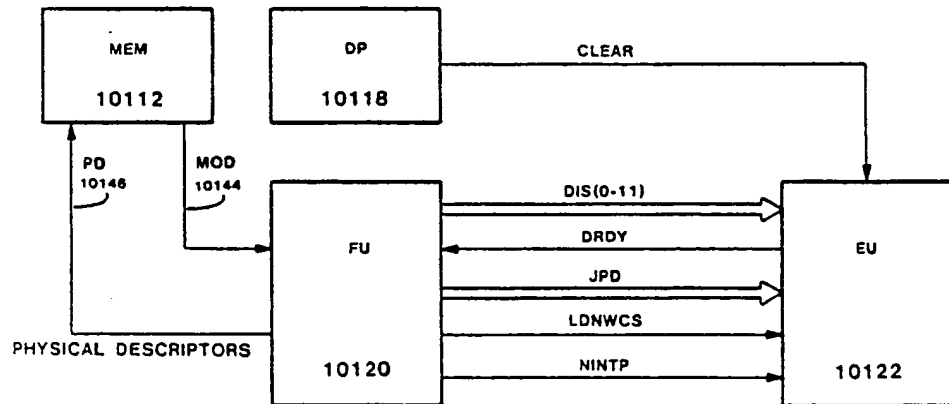 MEM
10112
DP
10118
CLEAR
PD
10146
MOD
10144
DIS(0-11)
FU
DRDY
EU
JPD
LDNWCS
PHYSICAL DESCRIPTORS
10120
NINTP
10122